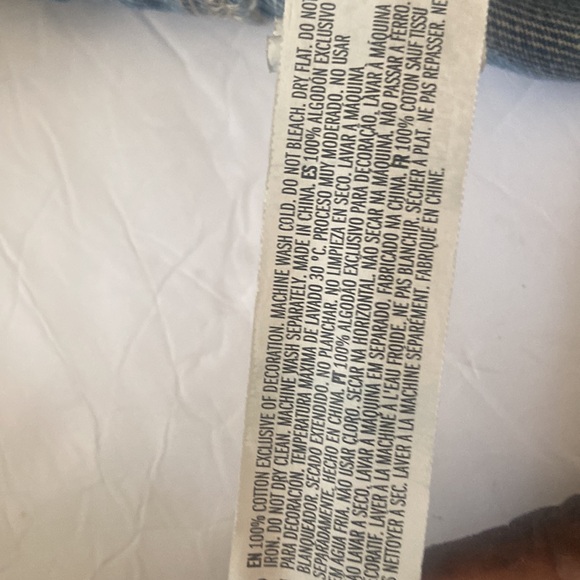 EN 100% COTTON EXCLUSIVE OF DECORATION. MACHINE WASH COLD. DO NOT BLEACH. DRY FLAT. DO NOT
IRON. DO NOT DRY CLEAN. MACHINE WASH SEPARATELY. MADE IN CHINA. ES 100% ALGODÓN EXCLUSIVO
PARA DECORACIÓN. TEMPERATURA MÁXIMA DE LAVADO 30 °C. PROCESO MUY MODERADO. NO USAR
BLANQUEADOR. SECADO EXTENDIDO. NO PLANCHAR. NO LIMPIEZA EN SECO. LAVAR A MÁQUINA
SEPARADAMENTE. HECHO EN CHINA. PT 100% ALGODÃO EXCLUSIVO PARA DECORAÇÃO. LAVAR À MÁQUINA
EM ÁGUA FRIA. NÃO USAR CLORO. SECAR NA HORIZONTAL. NÃO SECAR NA MÁQUINA. NÃO PASSAR A FERRO.
LAVAR A SECO. LAVAR À MÁQUINA EM SEPARADO. FABRICADO NA CHINA. FR 100% COTON SAUF TISSU
LAVER À LA MACHINE À L'EAU FROIDE. NE PAS BLANCHIR. SECHER À PLAT. NE PAS REPASSER. NE
NETTOYER À SEC. LAVER À LA MACHINE SEPARÉMENT. FABRIQUÉ EN CHINE.